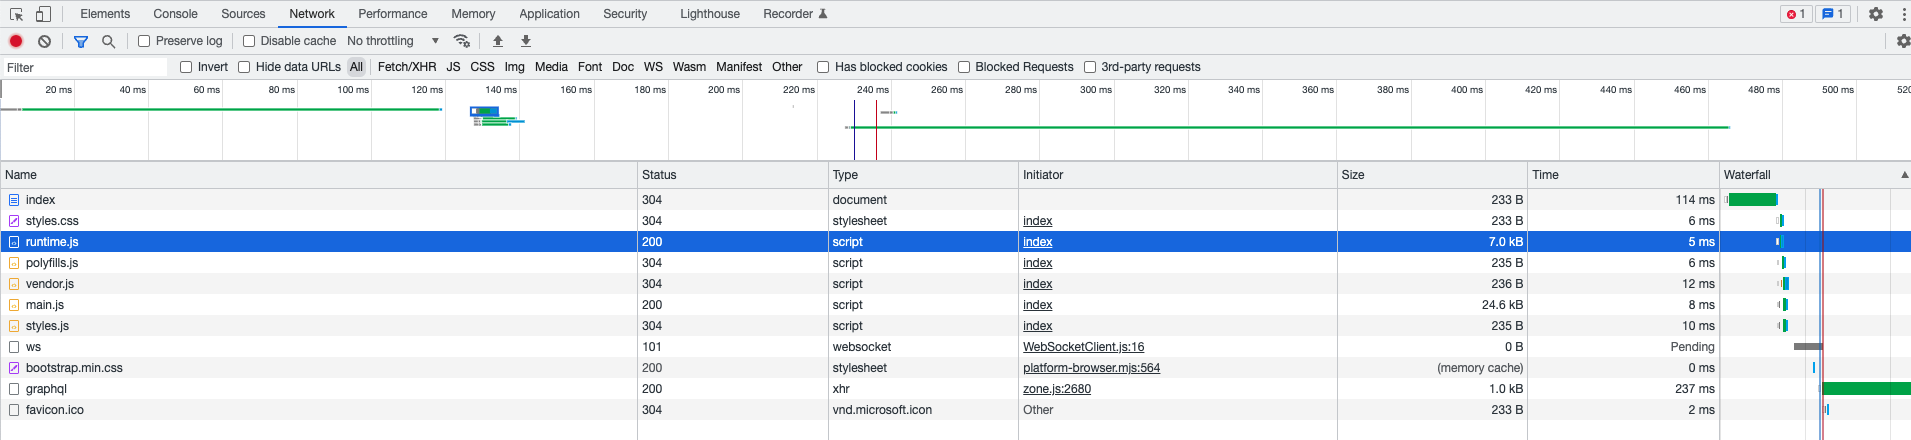 Elements Console Sources Network Performance Memory Application Security Lighthouse Recorder 1 1
Preserve log Disable cache No throttling
Filter Invert Hide data URLs All Fetch/XHR JS CSS Img Media Font Doc WS Wasm Manifest Other Has blocked cookies Blocked Requests 3rd-party requests
20 ms 40 ms 60 ms 80 ms 100 ms 120 ms 140 ms 160 ms 180 ms 200 ms 220 ms 240 ms 260 ms 280 ms 300 ms 320 ms 340 ms 360 ms 380 ms 400 ms 420 ms 440 ms 460 ms 480 ms 500 ms 520
Name Status Type Initiator Size Time Waterfall
index 304 document 233 B 114 ms
styles.css 304 stylesheet index 233 B 6 ms
runtime.js 200 script index 7.0 kB 5 ms
polyfills.js 304 script index 235 B 6 ms
vendor.js 304 script index 236 B 12 ms
main.js 200 script index 24.6 kB 8 ms
styles.js 304 script index 235 B 10 ms
ws 101 websocket WebSocketClient.js:16 0 B Pending
bootstrap.min.css 200 stylesheet platform-browser.mjs:564 (memory cache) 0 ms
graphql 200 xhr zone.js:2680 1.0 kB 237 ms
favicon.ico 304 vnd.microsoft.icon Other 233 B 2 ms